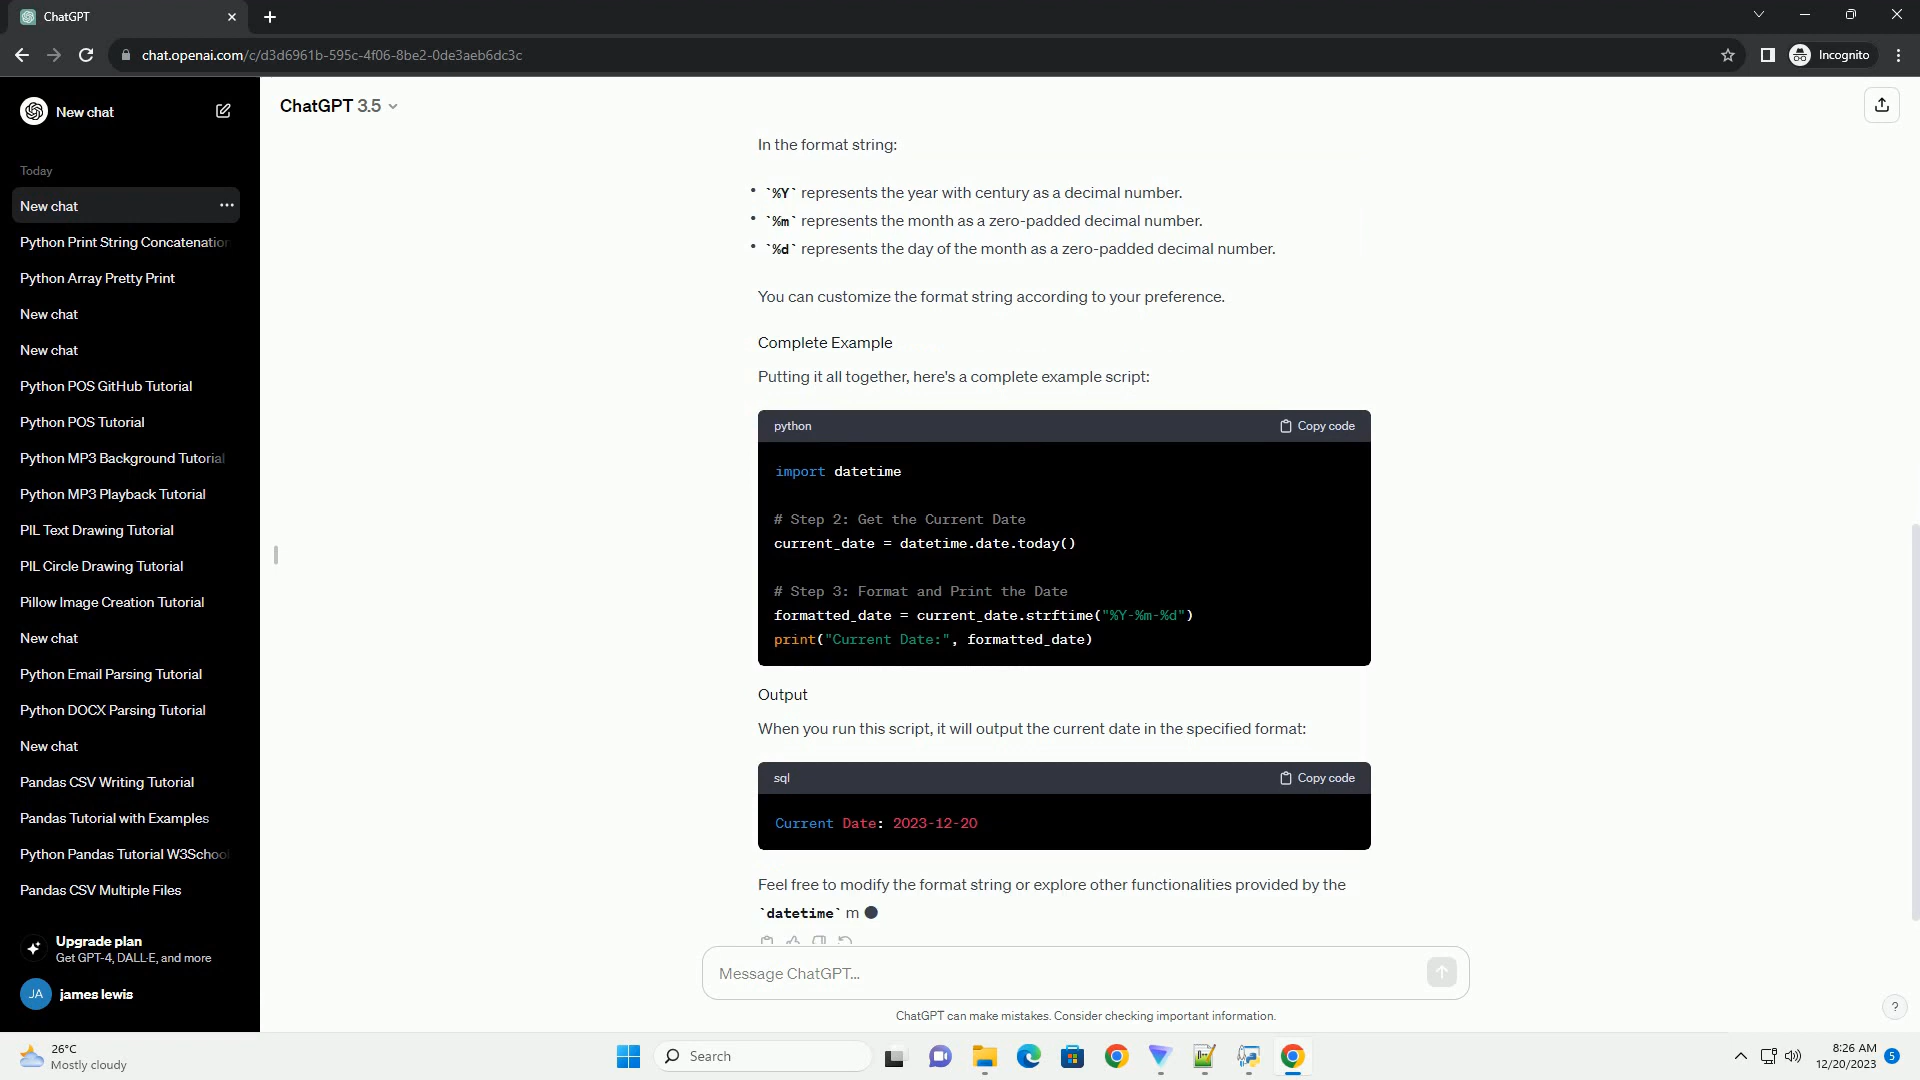 ChatGPT
chat.openai.com/c/d3d6961b-595c-4f06-8be2-0de3aeb6dc3c
Incognito
New chat
Today
New chat
Python Print String Concatenation
Python Array Pretty Print
New chat
New chat
Python POS GitHub Tutorial
Python POS Tutorial
Python MP3 Background Tutorial
Python MP3 Playback Tutorial
PIL Text Drawing Tutorial
PIL Circle Drawing Tutorial
Pillow Image Creation Tutorial
New chat
Python Email Parsing Tutorial
Python DOCX Parsing Tutorial
New chat
Pandas CSV Writing Tutorial
Pandas Tutorial with Examples
Python Pandas Tutorial W3School
Pandas CSV Multiple Files
Upgrade plan
Get GPT-4, DALL·E, and more
JA james lewis
ChatGPT 3.5
In the format string:
• `%Y` represents the year with century as a decimal number.
• `%m` represents the month as a zero-padded decimal number.
• `%d` represents the day of the month as a zero-padded decimal number.
You can customize the format string according to your preference.
Complete Example
Putting it all together, here's a complete example script:
python Copy code
import datetime
# Step 2: Get the Current Date
current_date = datetime.date.today()
# Step 3: Format and Print the Date
formatted_date = current_date.strftime("%Y-%m-%d")
print("Current Date:", formatted_date)
Output
When you run this script, it will output the current date in the specified format:
sql Copy code
Current Date: 2023-12-20
Feel free to modify the format string or explore other functionalities provided by the
`datetime` m
Message ChatGPT...
ChatGPT can make mistakes. Consider checking important information.
?
26°C
Mostly cloudy
Search
8:26 AM
12/20/2023
5